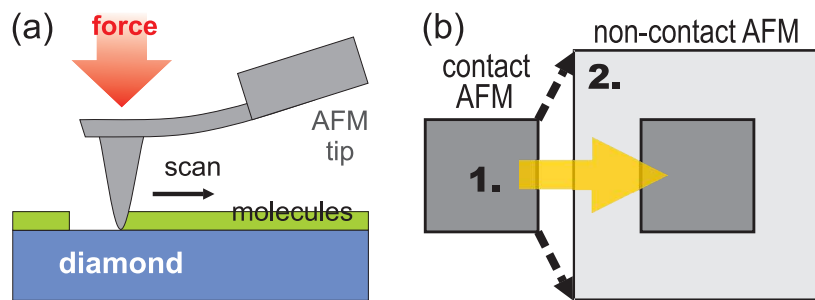 (a)
force
AFM
tip
scan
molecules
diamond
(b)
non-contact AFM
contact
AFM
2.
1.